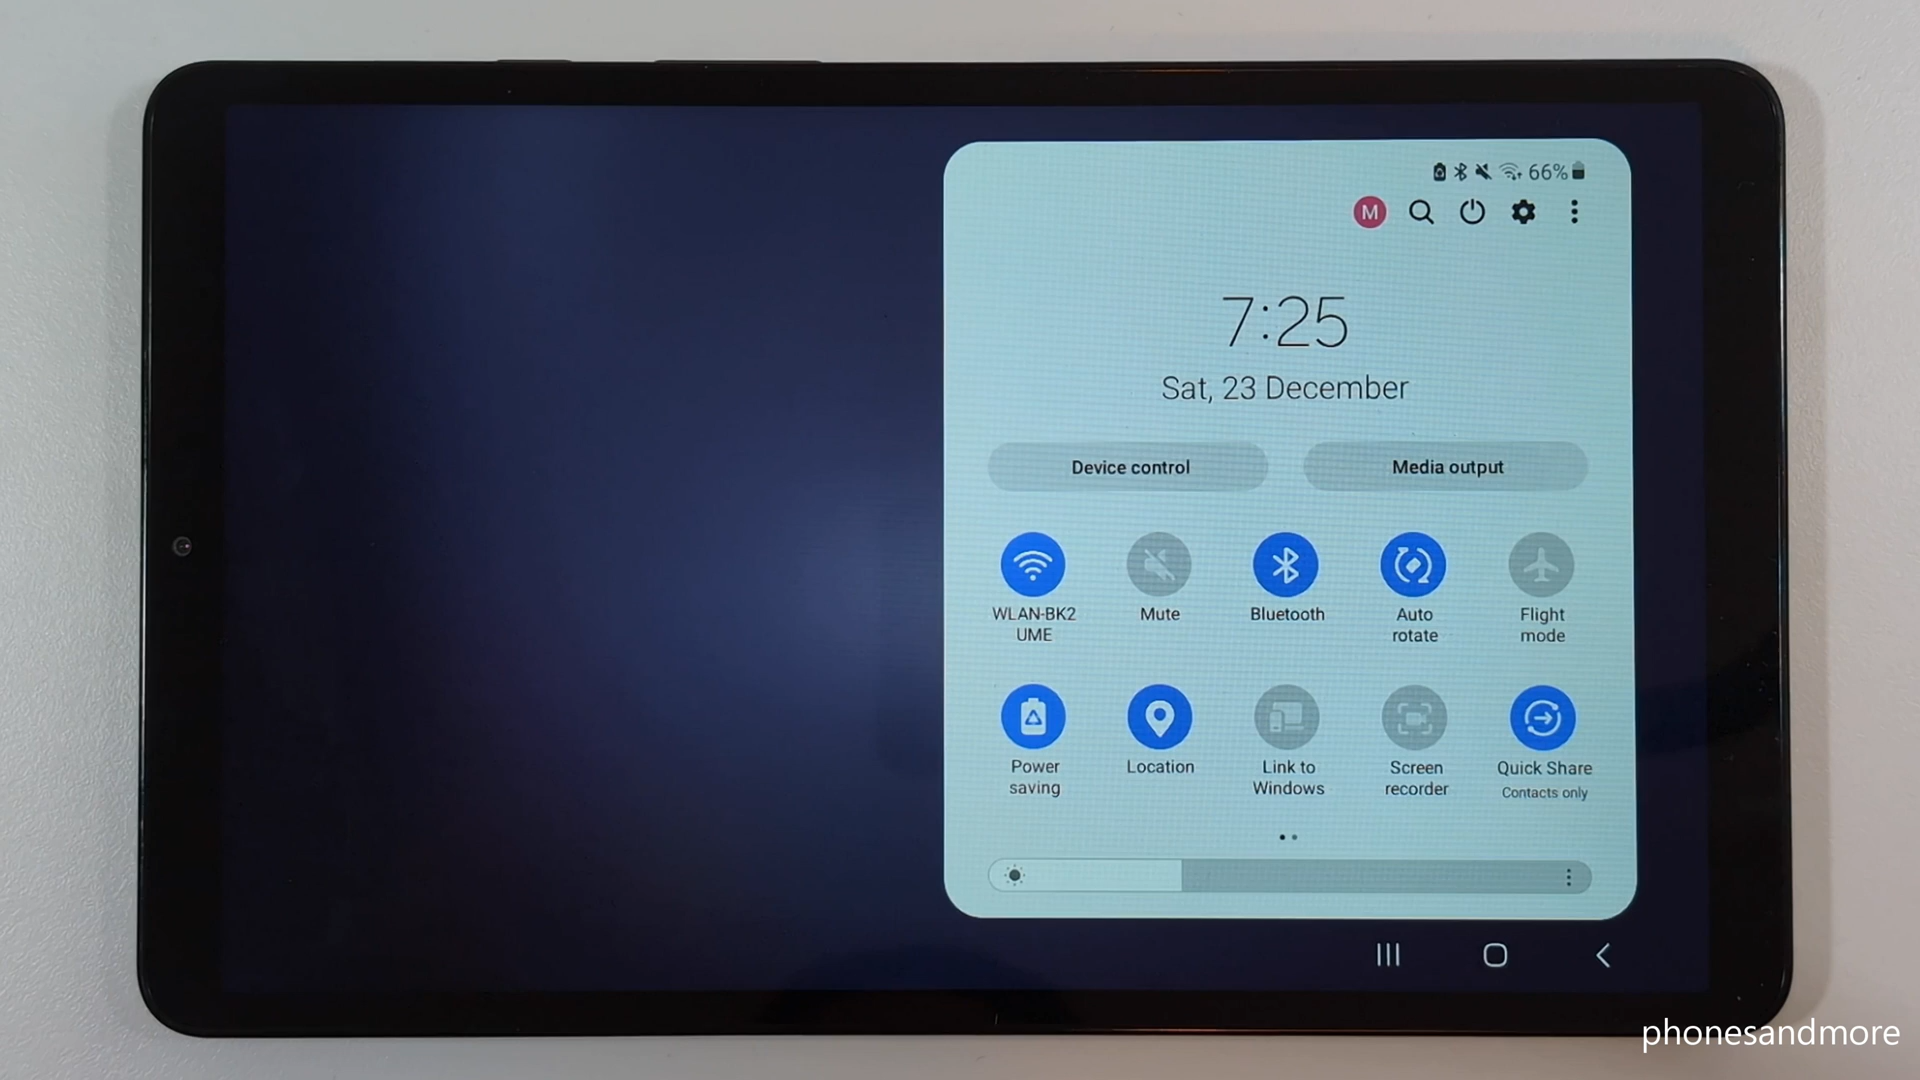 66%
M
7:25
Sat, 23 December
Device control
Media output
WLAN-BK2
UME
Mute
Bluetooth
Auto
rotate
Flight
mode
Power
saving
Location
Link to
Windows
Screen
recorder
Quick Share
Contacts only
phonesandmore